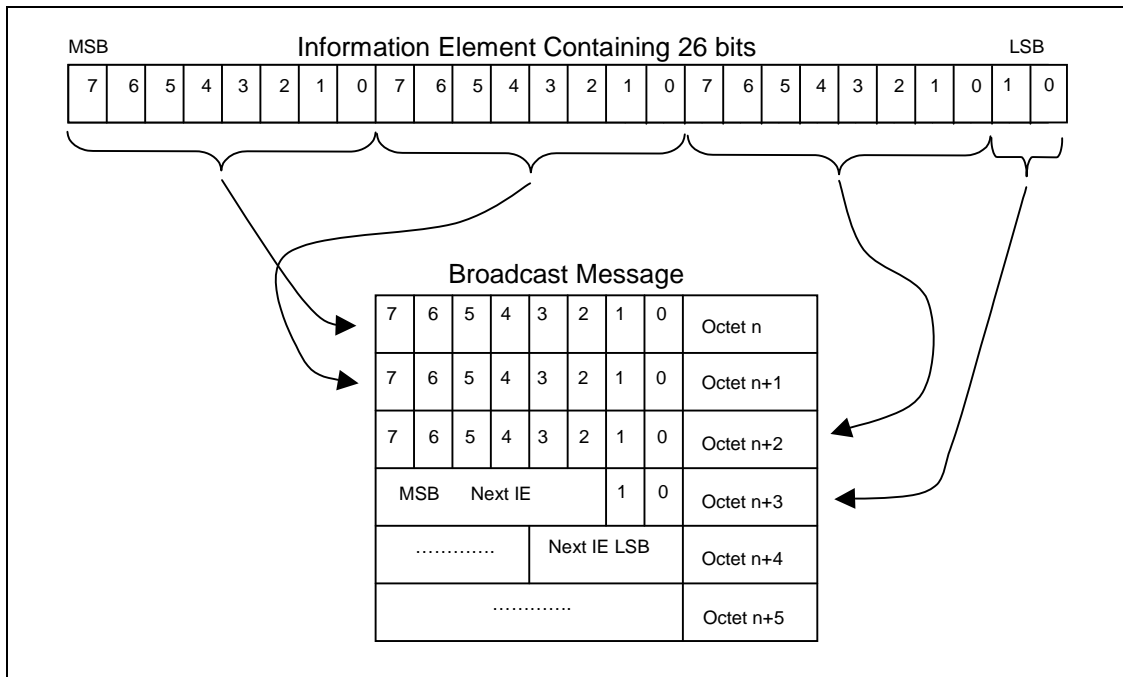 MSB Information Element Containing 26 bits LSB
7 6 5 4 3 2 1 0 7 6 5 4 3 2 1 0 7 6 5 4 3 2 1 0 1 0
Broadcast Message
7 6 5 4 3 2 1 0 Octet n
7 6 5 4 3 2 1 0 Octet n+1
7 6 5 4 3 2 1 0 Octet n+2
MSB Next IE 1 0 Octet n+3
…………. Next IE LSB Octet n+4
…………. Octet n+5